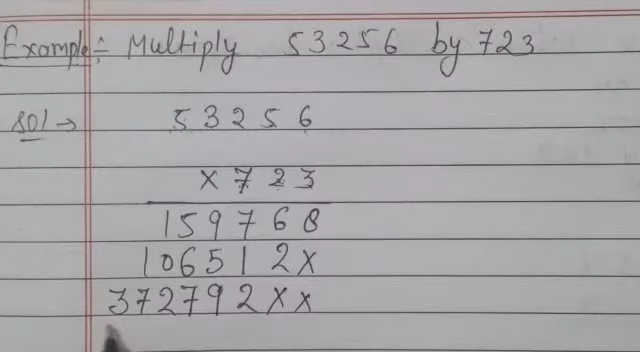 Example:- Multiply 53256 by 723
Sol → 53256
x 723
159768
106512x
372792xx